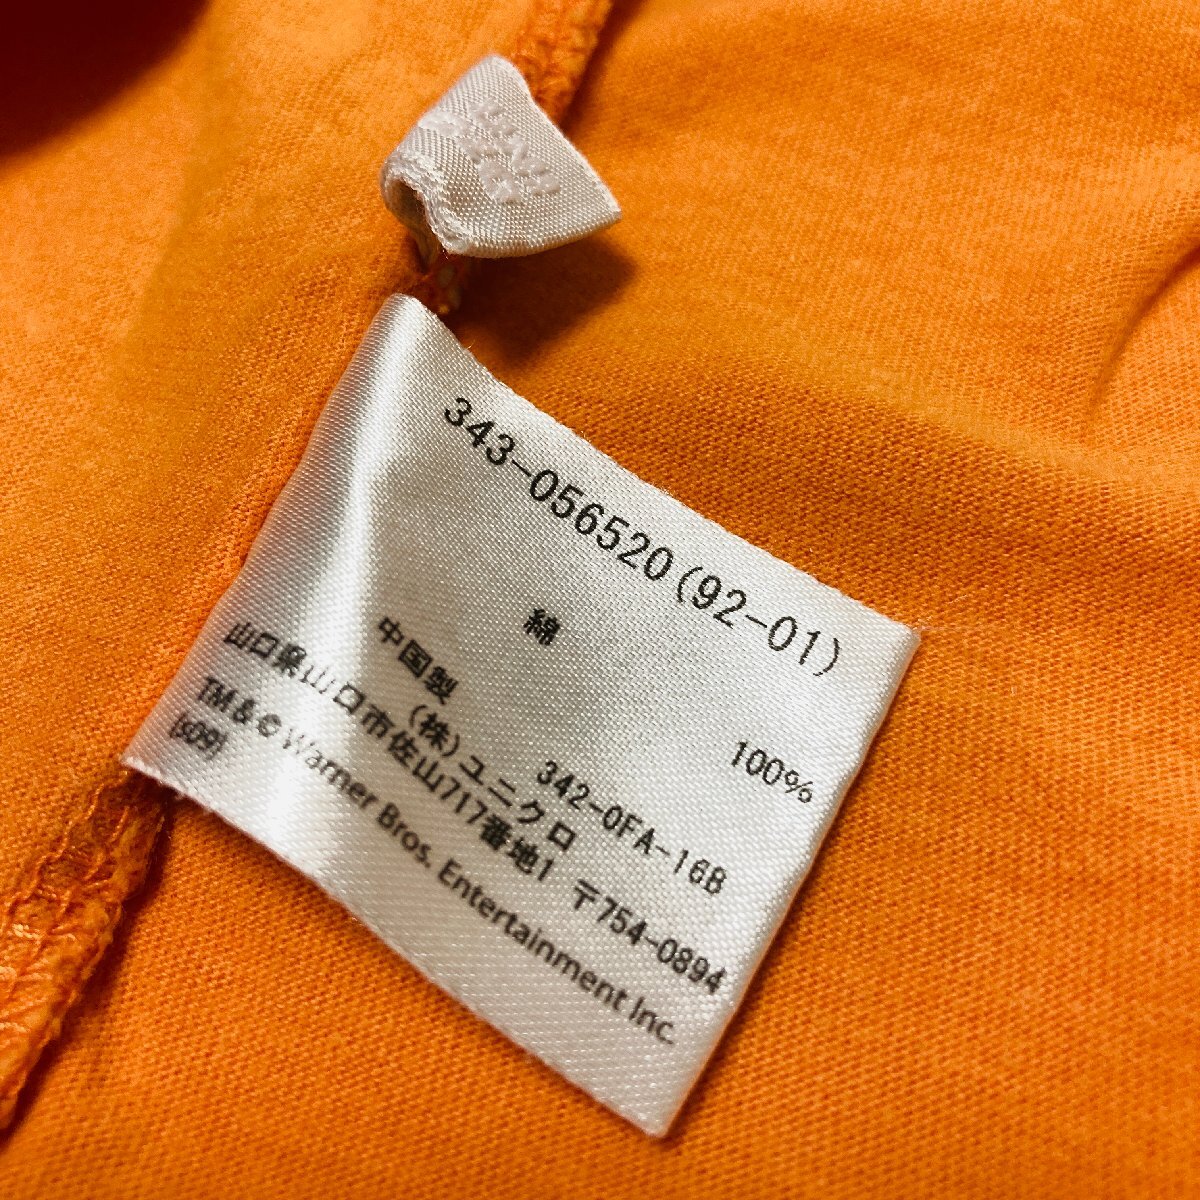 343-056520(92-01)
綿 100%
中国製 342-0FA-16B
(株)ユニクロ
山口県山口市佐山717番地1 〒754-0894
TM & © Warner Bros. Entertainment Inc.
(s09)